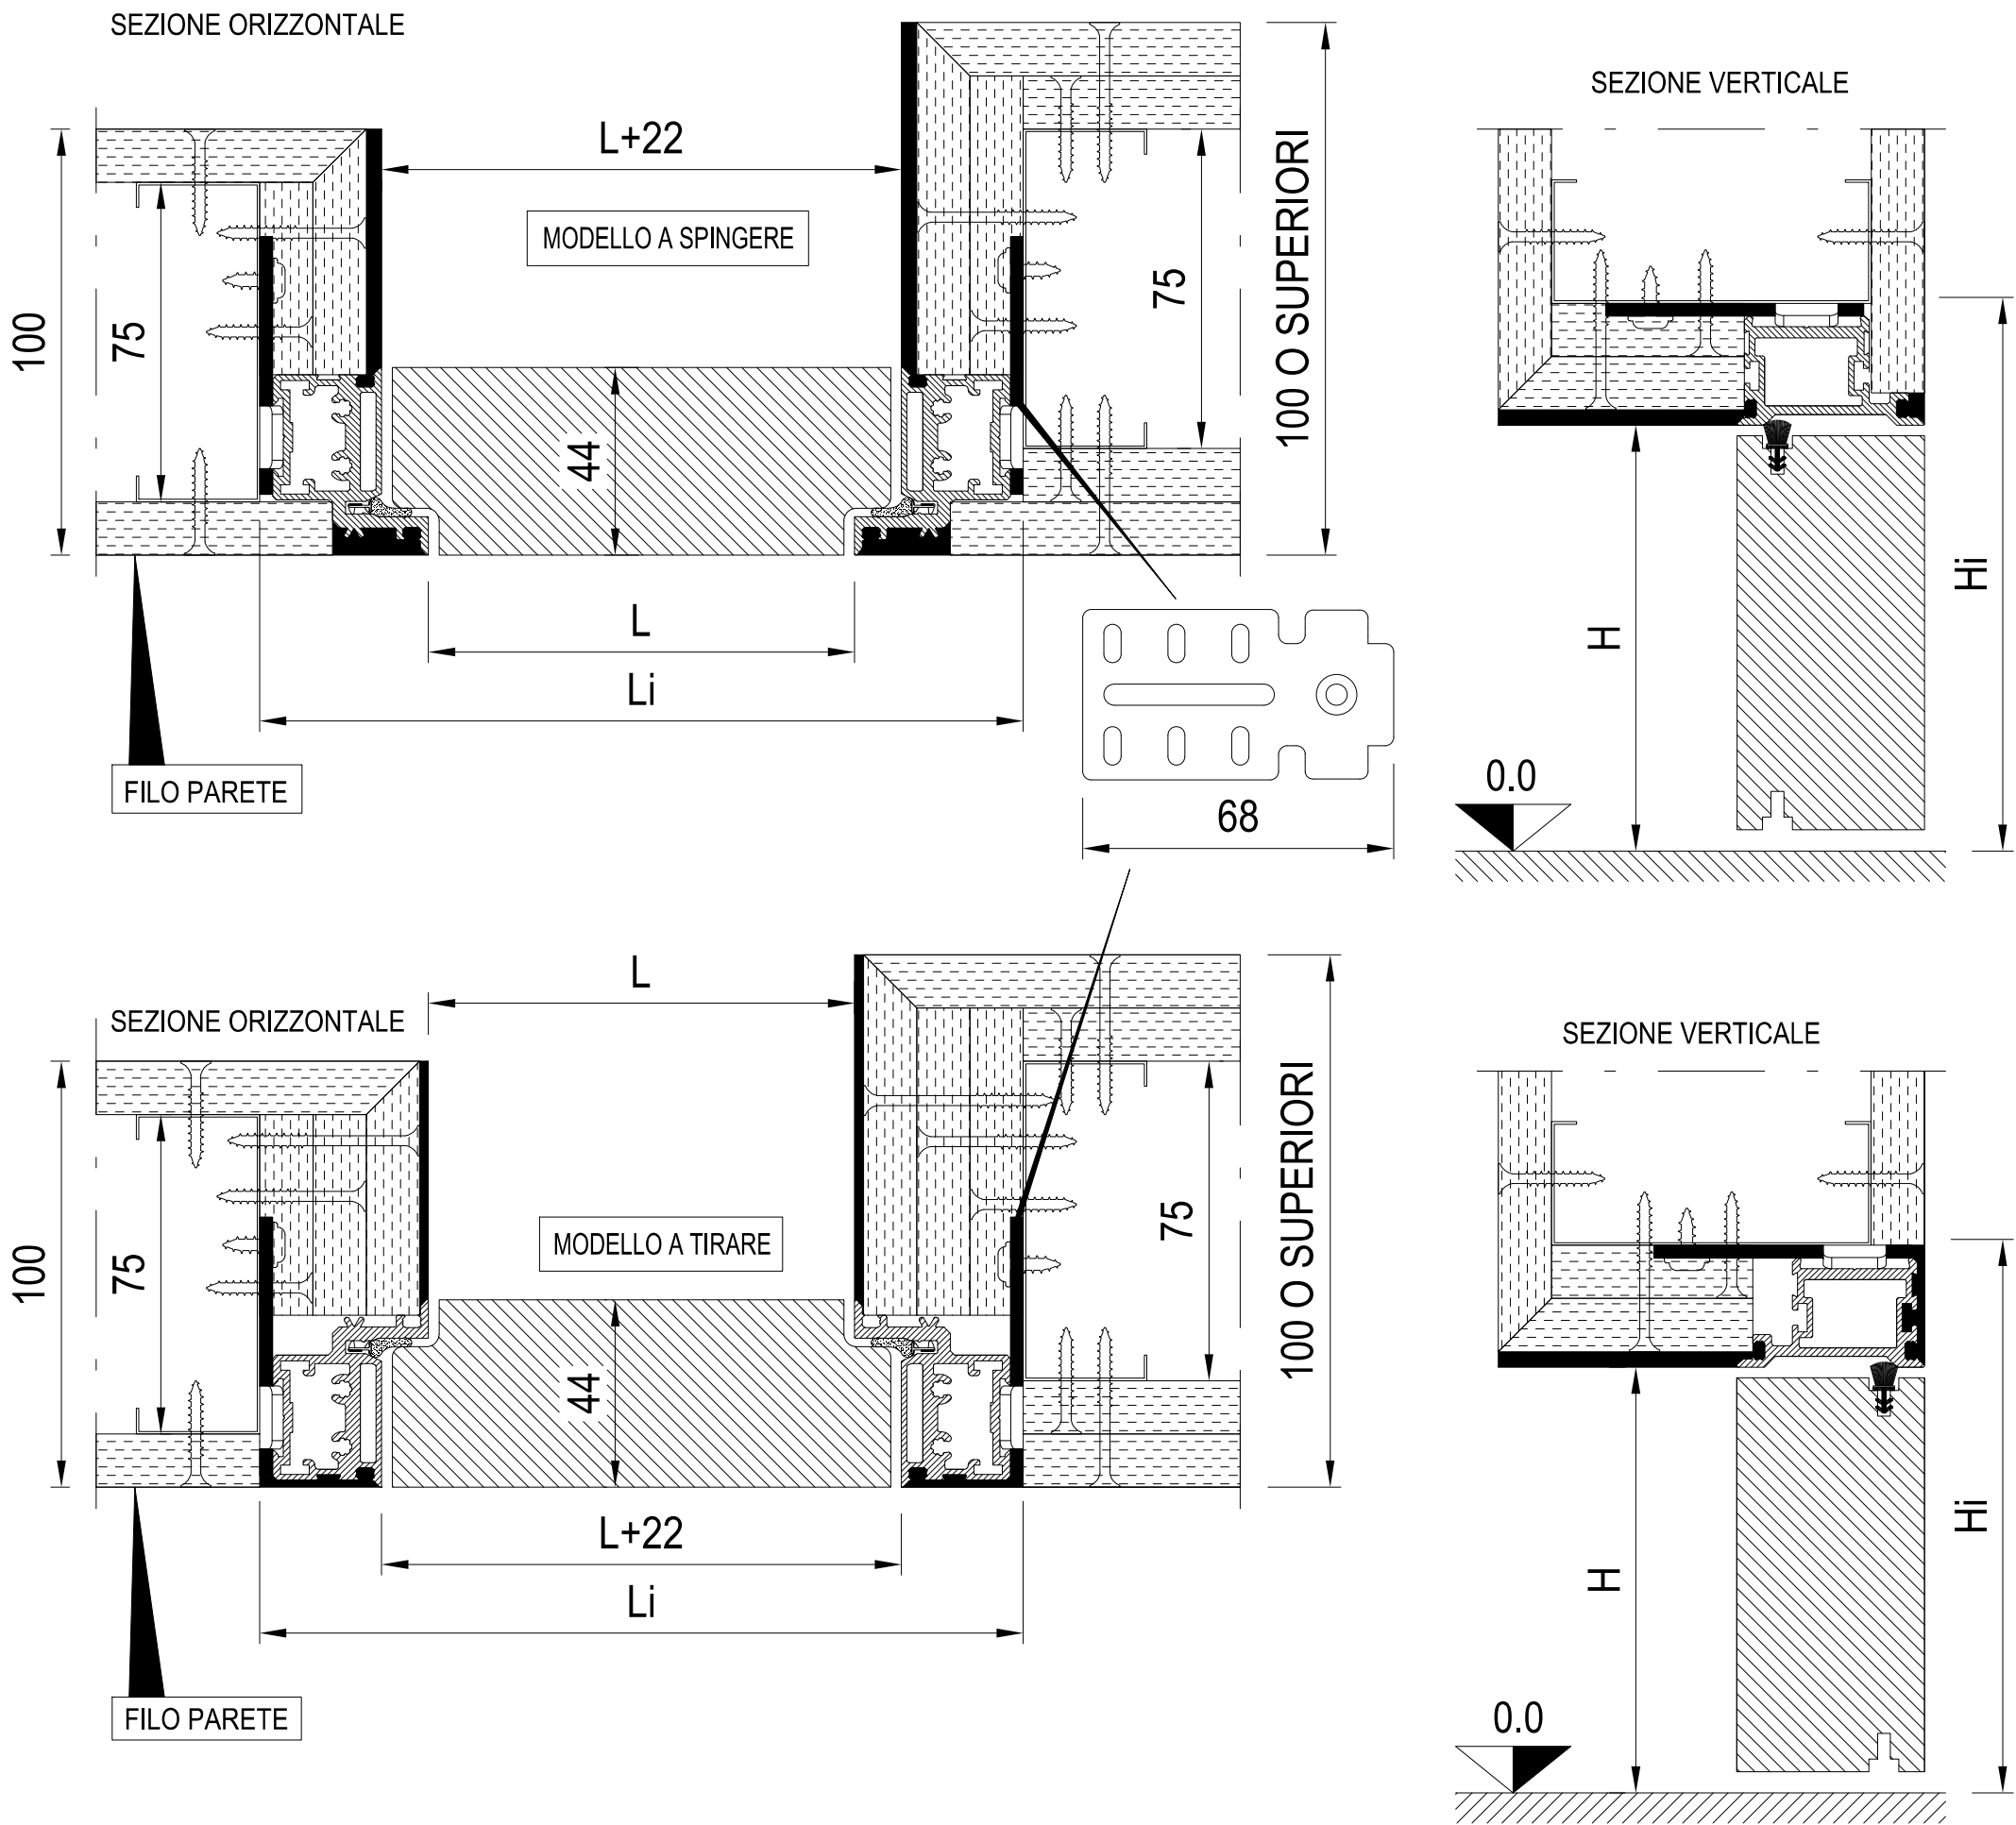 SEZIONE ORIZZONTALE
SEZIONE VERTICALE
L+22
MODELLO A SPINGERE
100
75
44
75
100 O SUPERIORI
L
Li
FILO PARETE
68
H
Hi
0.0
SEZIONE ORIZZONTALE
SEZIONE VERTICALE
L
MODELLO A TIRARE
100
75
44
75
100 O SUPERIORI
L+22
Li
FILO PARETE
H
Hi
0.0